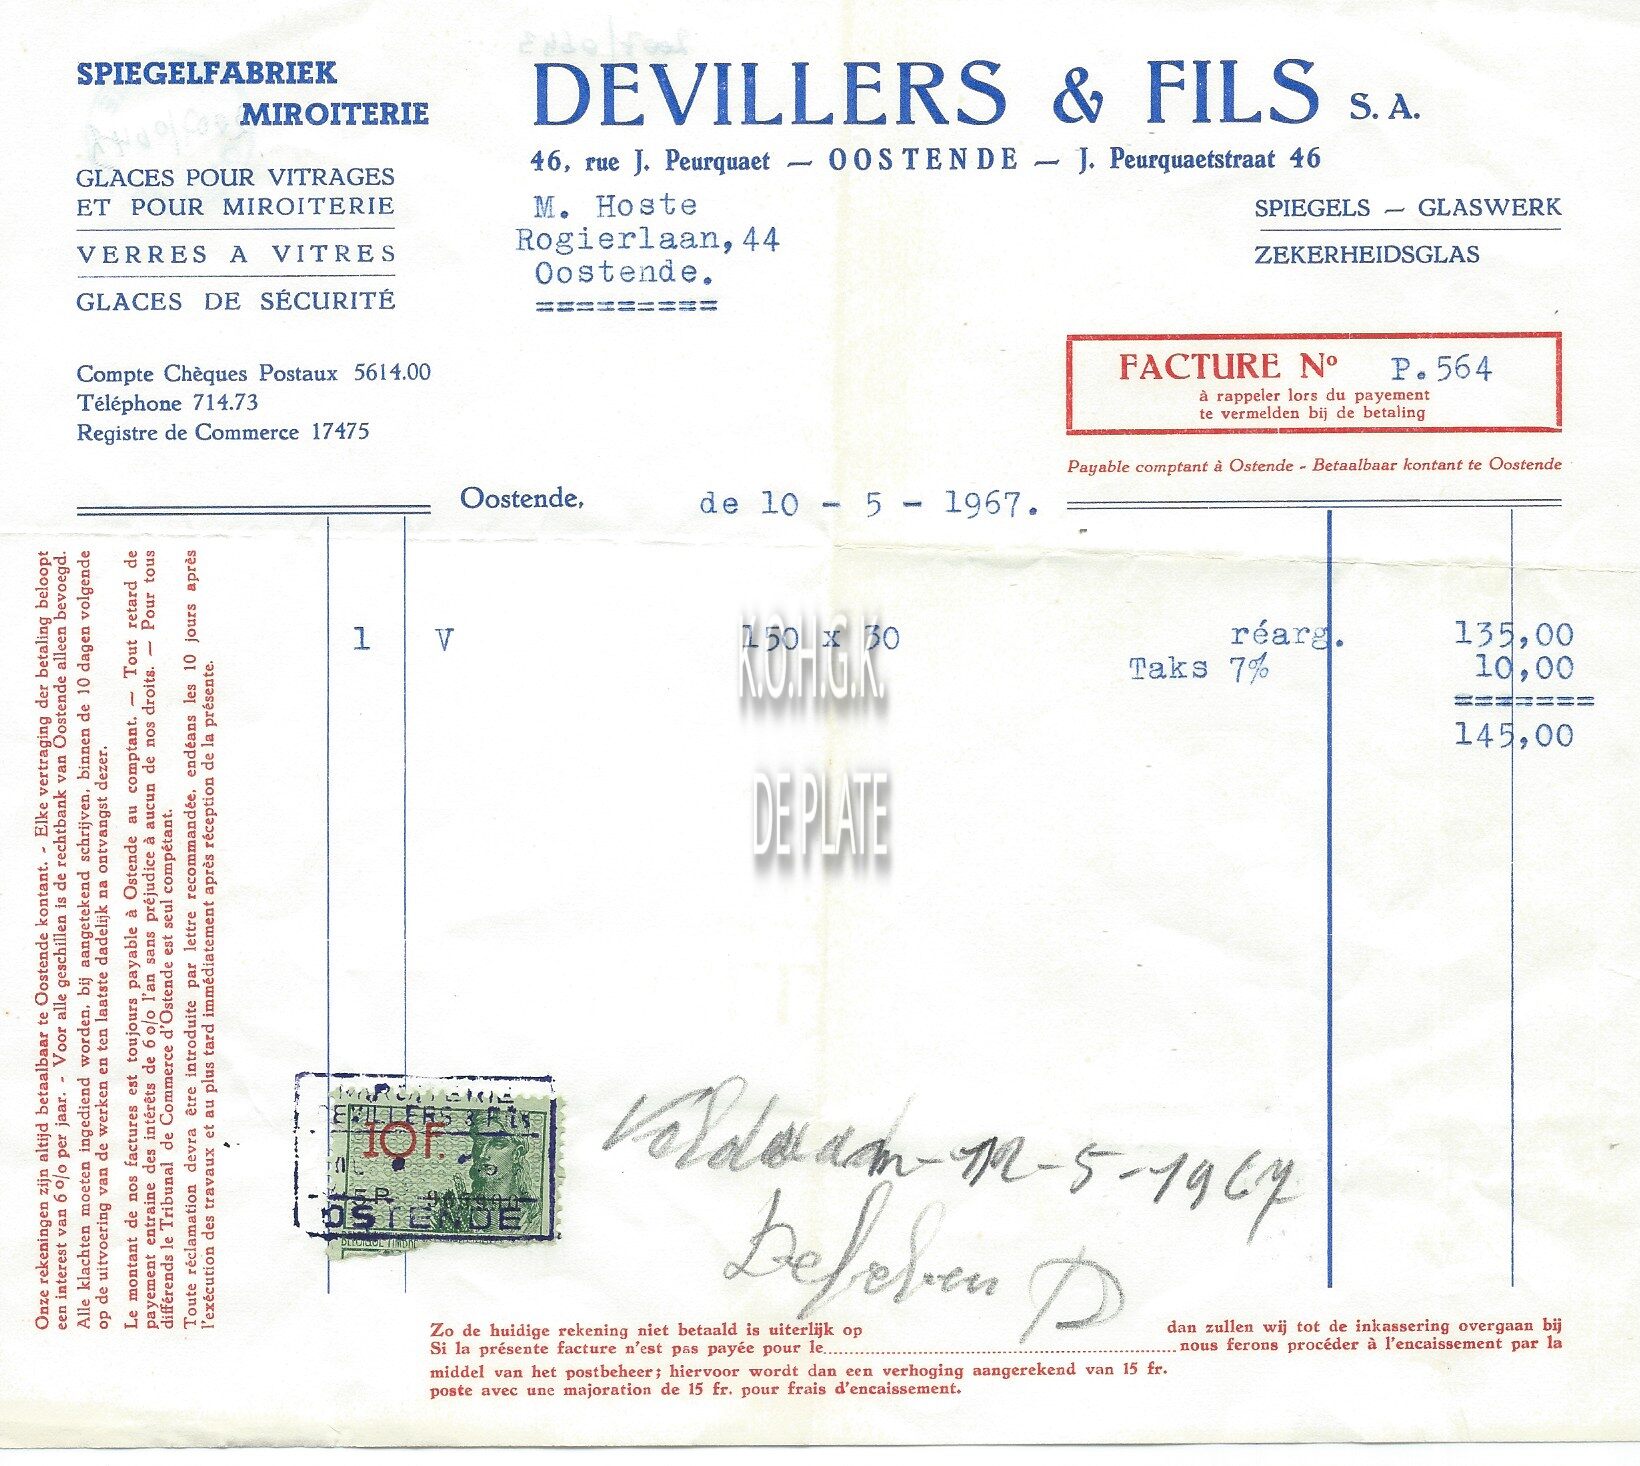 SPIEGELFABRIEK
MIROITERIE
GLACES POUR VITRAGES
ET POUR MIROITERIE
VERRES A VITRES
GLACES DE SÉCURITÉ
Compte Chèques Postaux 5614.00
Téléphone 714.73
Registre de Commerce 17475
DEVILLERS & FILS S. A.
46, rue J. Peurquaet — OOSTENDE — J. Peurquaetstraat 46
M. Hoste
Rogierlaan, 44
Oostende.
=========
SPIEGELS — GLASWERK
ZEKERHEIDSGLAS
FACTURE Nº P. 564
à rappeler lors du payement
te vermelden bij de betaling
Payable comptant à Ostende - Betaalbaar kontant te Oostende
Oostende, de 10 - 5 - 1967.
1 V 150 x 30 réarg. 135,00
Taks 7% 10,00
=======
145,00
K.O.H.G.K.
DE PLATE
Onze rekeningen zijn altijd betaalbaar te Oostende kontant. - Elke vertraging der betaling beloopt
een interest van 6 o/o per jaar. - Voor alle geschillen is de rechtbank van Oostende alleen bevoegd.
Alle klachten moeten ingediend worden, bij aangetekend schrijven, binnen de 10 dagen volgende
op de uitvoering van de werken en ten laatste dadelijk na ontvangst dezer.
Le montant de nos factures est toujours payable à Ostende au comptant. — Tout retard de
payement entraine des intérêts de 6 o/o l'an sans préjudice à aucun de nos droits. — Pour tous
différends le Tribunal de Commerce d'Ostende est seul compétant.
Toute réclamation devra être introduite par lettre recommandée, endéans les 10 jours après
l'exécution des travaux et au plus tard immédiatement après réception de la présente.
DEVILLERS & FILS
10F.
OSTENDE
BELGIQUE TIMBRE
Voldaan - 12-5-1967
Zo de huidige rekening niet betaald is uiterlijk op dan zullen wij tot de inkassering overgaan bij
Si la présente facture n'est pas payée pour le nous ferons procéder à l'encaissement par la
middel van het postbeheer; hiervoor wordt dan een verhoging aangerekend van 15 fr.
poste avec une majoration de 15 fr. pour frais d'encaissement.